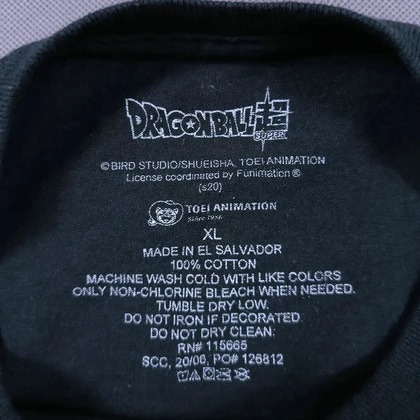 DRAGONBALL超
SUPER
© BIRD STUDIO/SHUEISHA, TOEI ANIMATION
License coordinated by Funimation ®
(s20)
TOEI ANIMATION
Since 1956
XL
MADE IN EL SALVADOR
100% COTTON
MACHINE WASH COLD WITH LIKE COLORS
ONLY NON-CHLORINE BLEACH WHEN NEEDED.
TUMBLE DRY LOW.
DO NOT IRON IF DECORATED
DO NOT DRY CLEAN.
RN# 115665
SCC, 20/06, PO# 126812